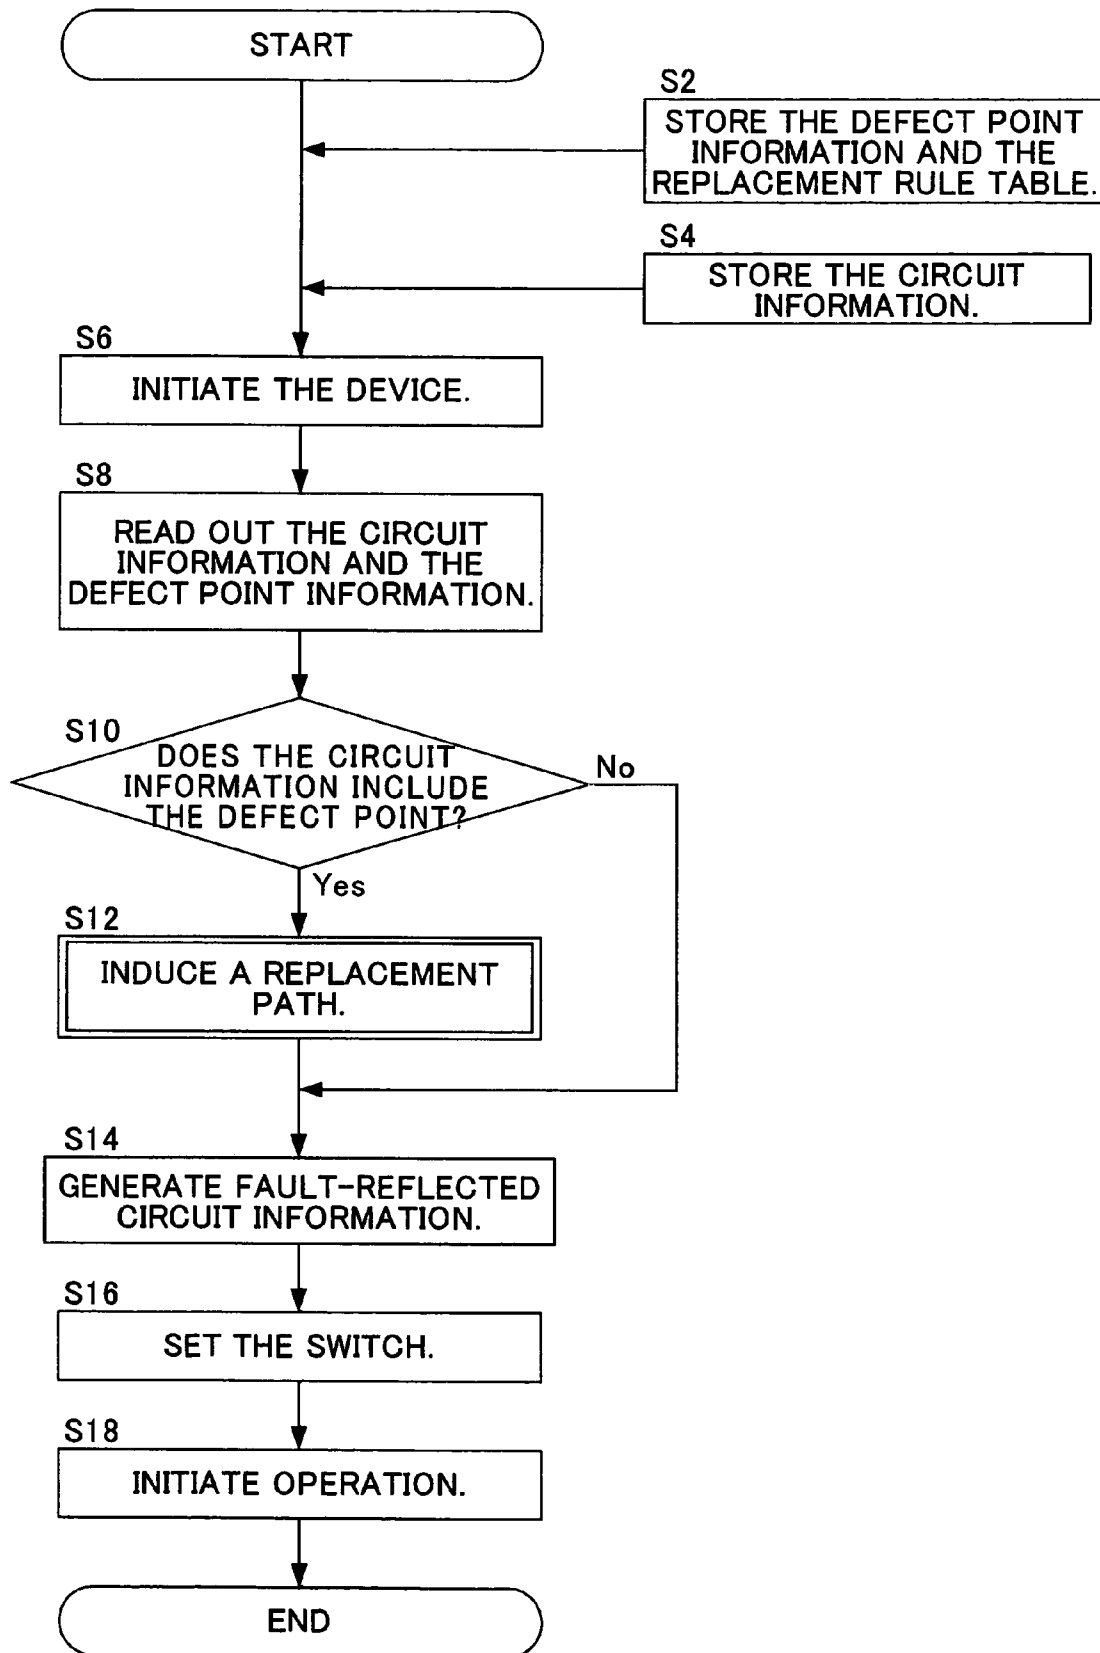 START
S2
STORE THE DEFECT POINT
INFORMATION AND THE
REPLACEMENT RULE TABLE.
S4
STORE THE CIRCUIT
INFORMATION.
S6
INITIATE THE DEVICE.
S8
READ OUT THE CIRCUIT
INFORMATION AND THE
DEFECT POINT INFORMATION.
S10
DOES THE CIRCUIT
INFORMATION INCLUDE
THE DEFECT POINT?
No
Yes
S12
INDUCE A REPLACEMENT
PATH.
S14
GENERATE FAULT-REFLECTED
CIRCUIT INFORMATION.
S16
SET THE SWITCH.
S18
INITIATE OPERATION.
END